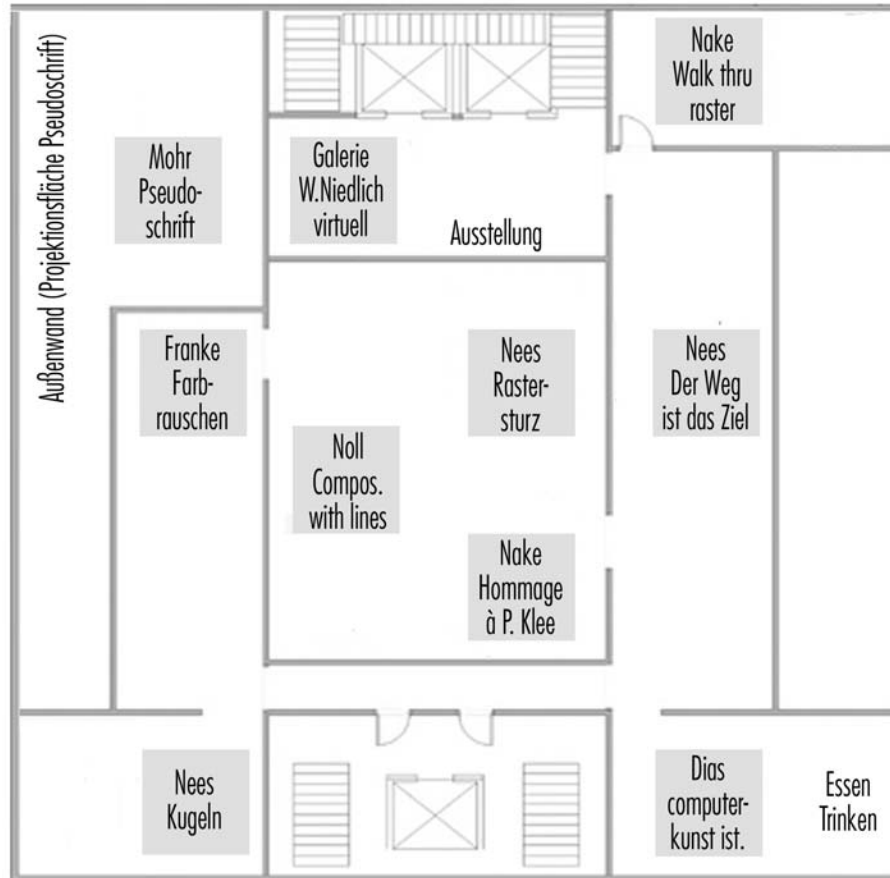 Außenwand (Projektionsfläche Pseudoschrift)
Mohr
Pseudo-
schrift
Galerie
W.Niedlich
virtuell
Ausstellung
Nake
Walk thru
raster
Franke
Farb-
rauschen
Noll
Compos.
with lines
Nees
Raster-
sturz
Nees
Der Weg
ist das Ziel
Nake
Hommage
à P. Klee
Nees
Kugeln
Dias
computer-
kunst ist.
Essen
Trinken